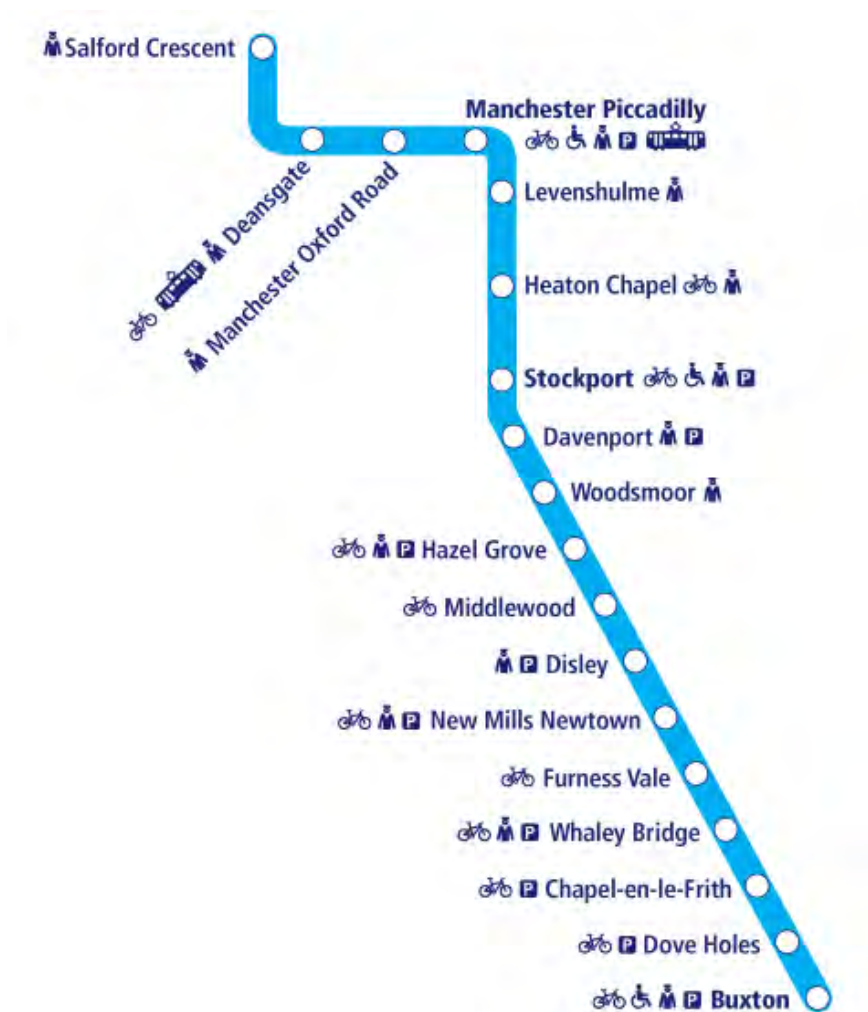 Salford Crescent
Manchester Piccadilly
P
Deansgate
Manchester Oxford Road
Levenshulme
Heaton Chapel
Stockport P
Davenport P
Woodsmoor
P Hazel Grove
Middlewood
P Disley
P New Mills Newtown
Furness Vale
P Whaley Bridge
P Chapel-en-le-Frith
P Dove Holes
P Buxton